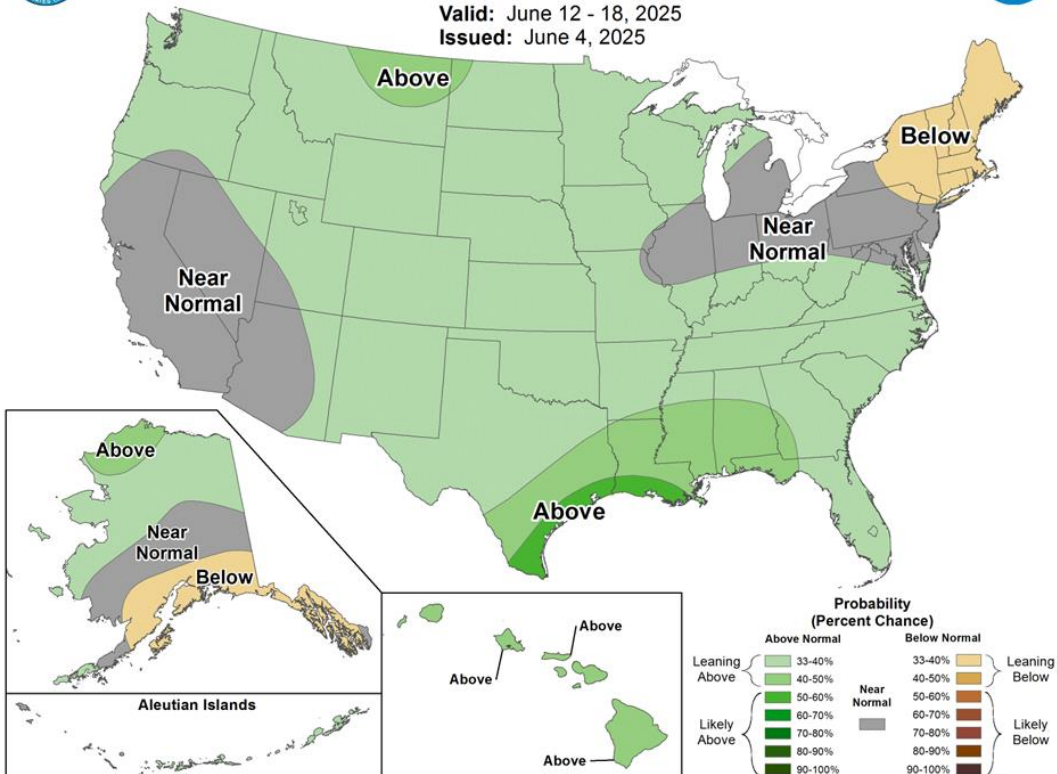 Valid: June 12 - 18, 2025
Issued: June 4, 2025
Above
Below
Near
Normal
Near
Normal
Above
Above
Near
Normal
Below
Aleutian Islands
Above
Above
Above
Probability
(Percent Chance)
Above Normal
Below Normal
Leaning
Above
33-40%
40-50%
Likely
Above
50-60%
60-70%
70-80%
80-90%
90-100%
Near
Normal
33-40%
40-50%
Leaning
Below
50-60%
60-70%
70-80%
80-90%
90-100%
Likely
Below